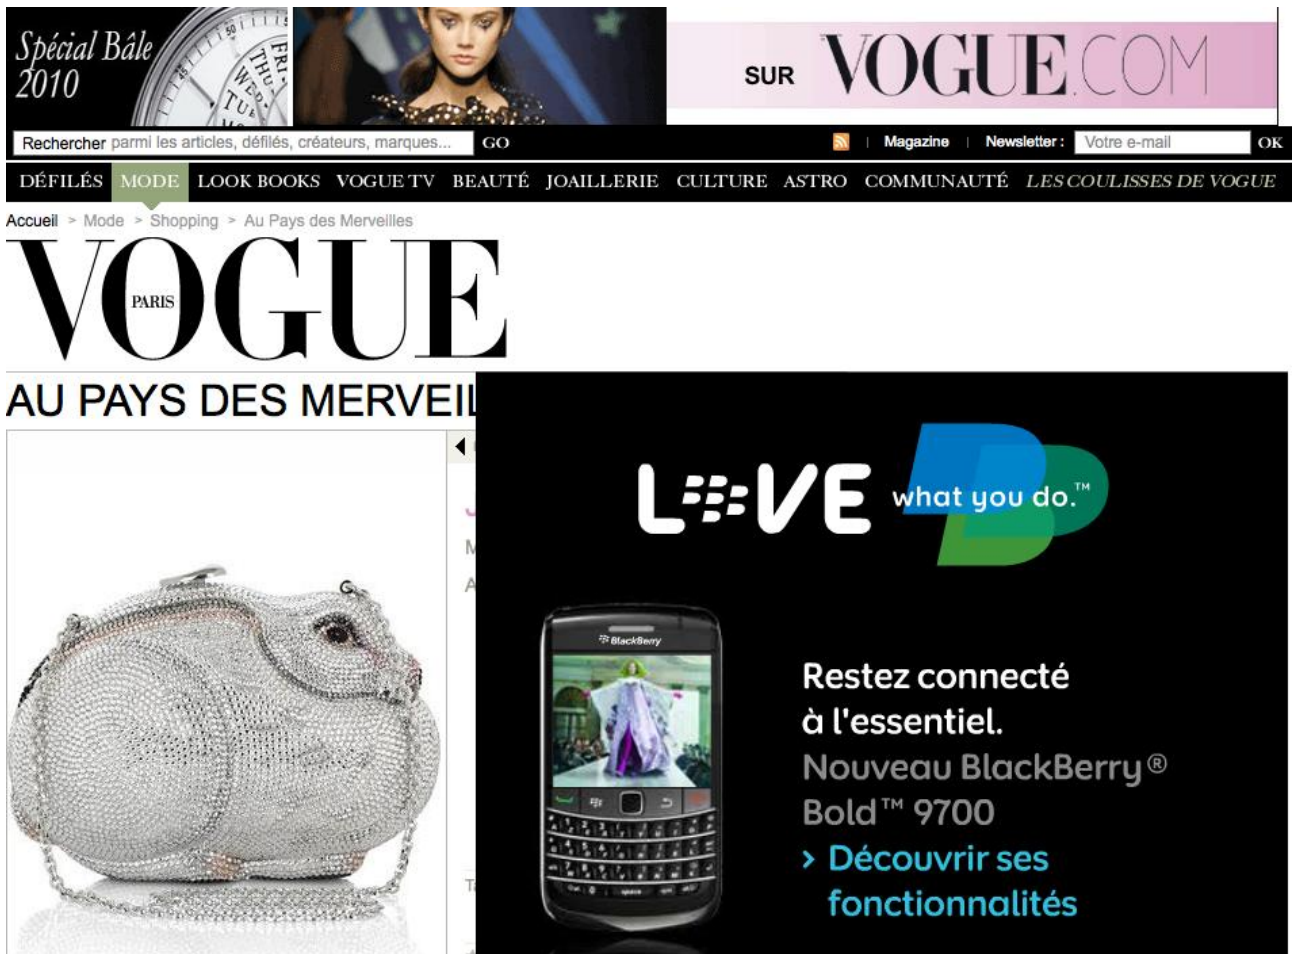 Spécial Bâle
2010
SUR VOGUE.COM
Rechercher parmi les articles, défilés, créateurs, marques... GO
Magazine | Newsletter : Votre e-mail OK
DÉFILÉS MODE LOOK BOOKS VOGUE TV BEAUTÉ JOAILLERIE CULTURE ASTRO COMMUNAUTÉ LES COULISSES DE VOGUE
Accueil > Mode > Shopping > Au Pays des Merveilles
VOGUE
PARIS
AU PAYS DES MERVEIL
LOVE what you do.™
BlackBerry
Restez connecté
à l'essentiel.
Nouveau BlackBerry®
Bold™ 9700
> Découvrir ses
fonctionnalités